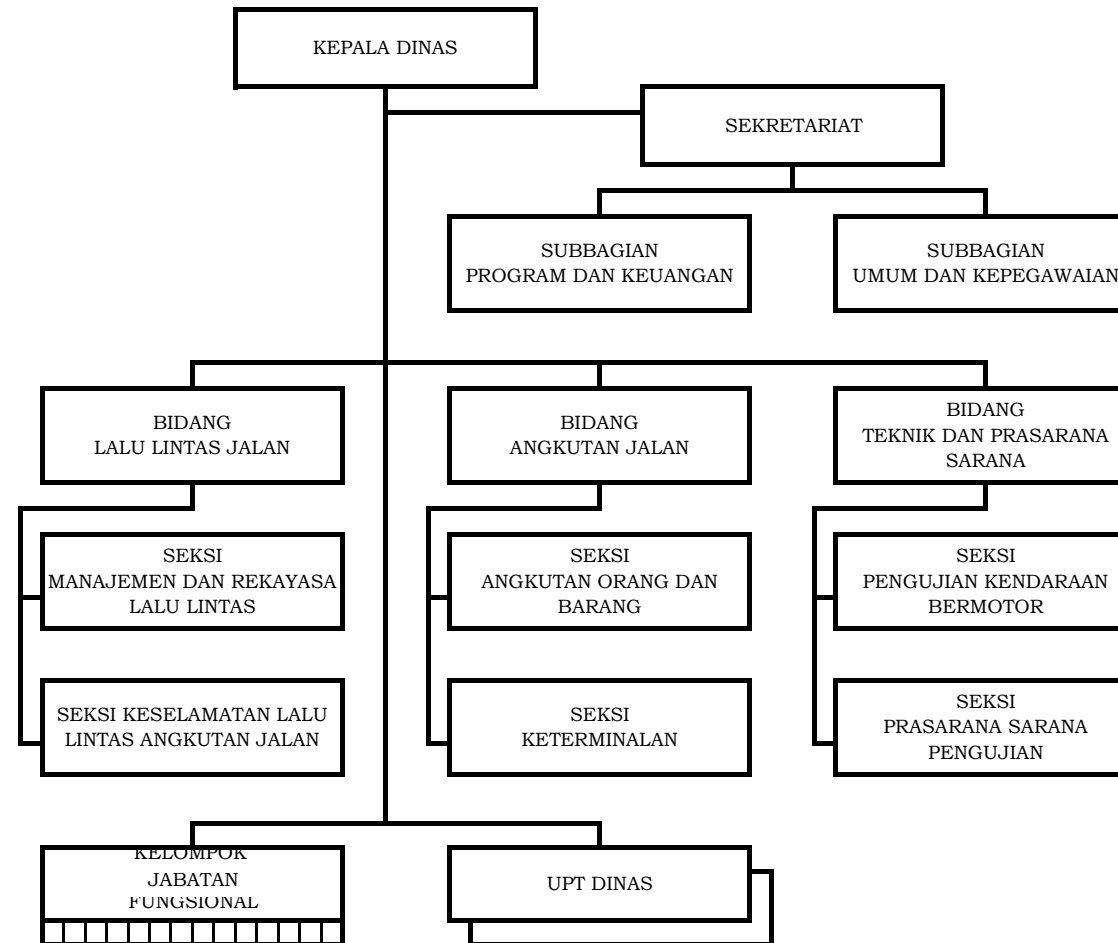 KEPALA DINAS
SEKRETARIAT
SUBBAGIAN
PROGRAM DAN KEUANGAN
SUBBAGIAN
UMUM DAN KEPEGAWAIAN
BIDANG
LALU LINTAS JALAN
BIDANG
ANGKUTAN JALAN
BIDANG
TEKNIK DAN PRASARANA
SARANA
SEKSI
MANAJEMEN DAN REKAYASA
LALU LINTAS
SEKSI
ANGKUTAN ORANG DAN
BARANG
SEKSI
PENGUJIAN KENDARAAN
BERMOTOR
SEKSI KESELAMATAN LALU
LINTAS ANGKUTAN JALAN
SEKSI
KETERMINALAN
SEKSI
PRASARANA SARANA
PENGUJIAN
KELOMPOK
JABATAN
FUNGSIONAL
UPT DINAS